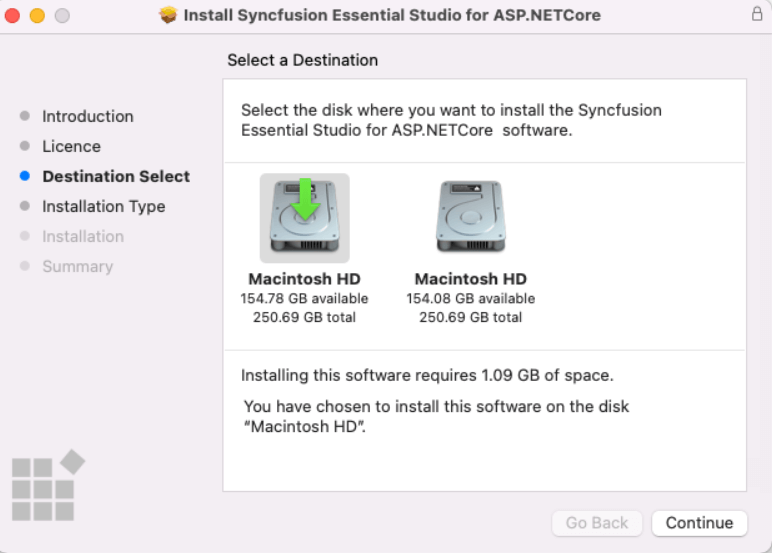 Install Syncfusion Essential Studio for ASP.NETCore
Select a Destination
Introduction
Licence
Destination Select
Installation Type
Installation
Summary
Select the disk where you want to install the Syncfusion
Essential Studio for ASP.NETCore software.
Macintosh HD
154.78 GB available
250.69 GB total
Macintosh HD
154.08 GB available
250.69 GB total
Installing this software requires 1.09 GB of space.
You have chosen to install this software on the disk
“Macintosh HD”.
Go Back
Continue